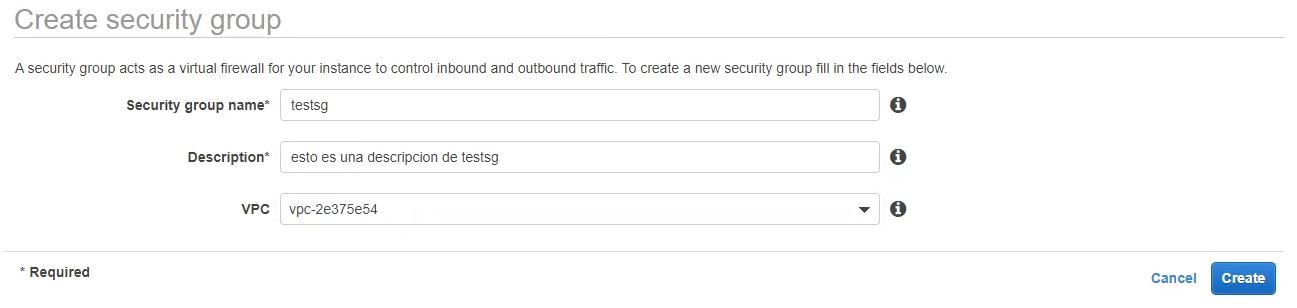 Create security group
A security group acts as a virtual firewall for your instance to control inbound and outbound traffic. To create a new security group fill in the fields below.
Security group name* testsg
Description* esto es una descripcion de testsg
VPC vpc-2e375e54
* Required
Cancel Create